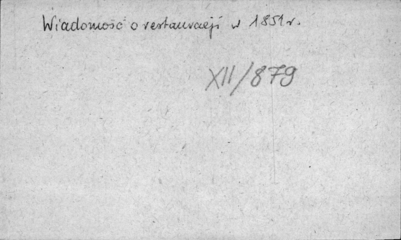 Wiadomość o restauracji w 1851 r.
XII/879